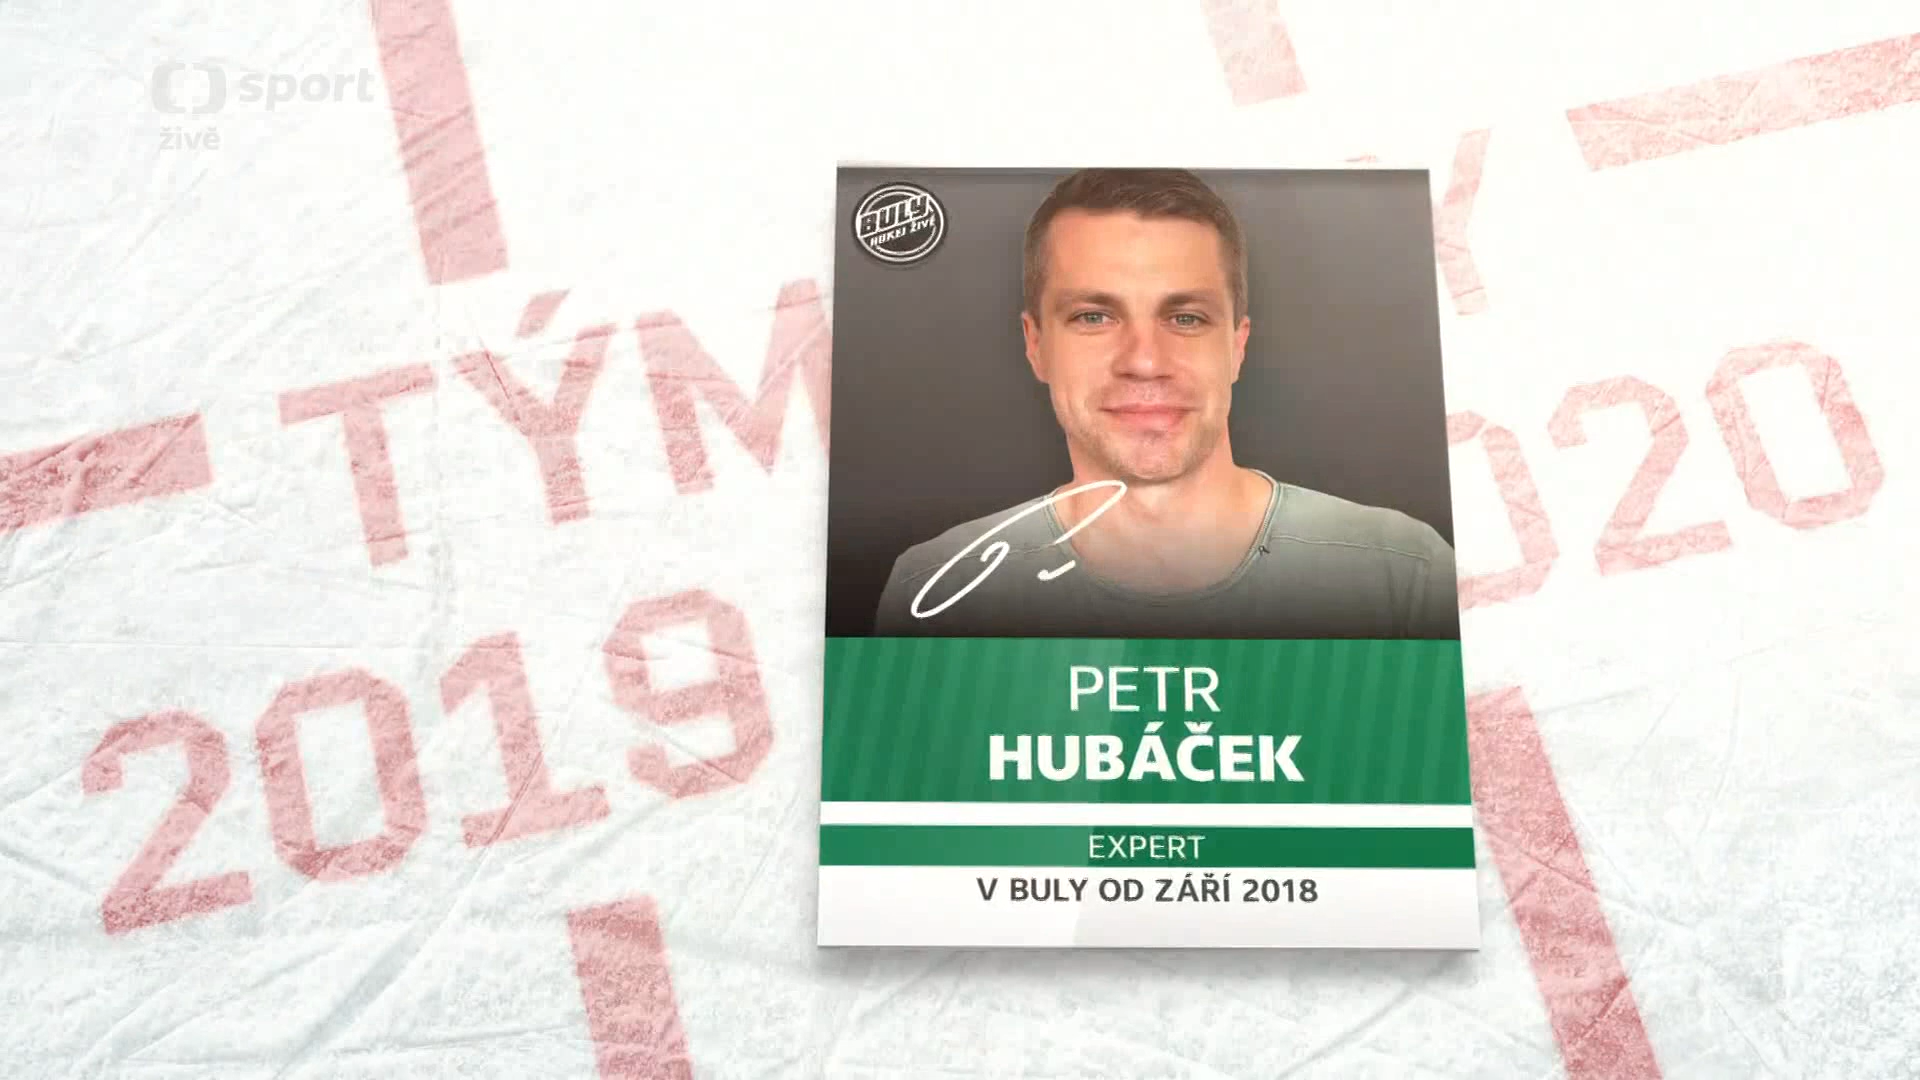 sport
živě
BULY
HOKEJ ŽIVĚ
TÝM
Y
2019
2020
PETR
HUBÁČEK
EXPERT
V BULY OD ZÁŘÍ 2018